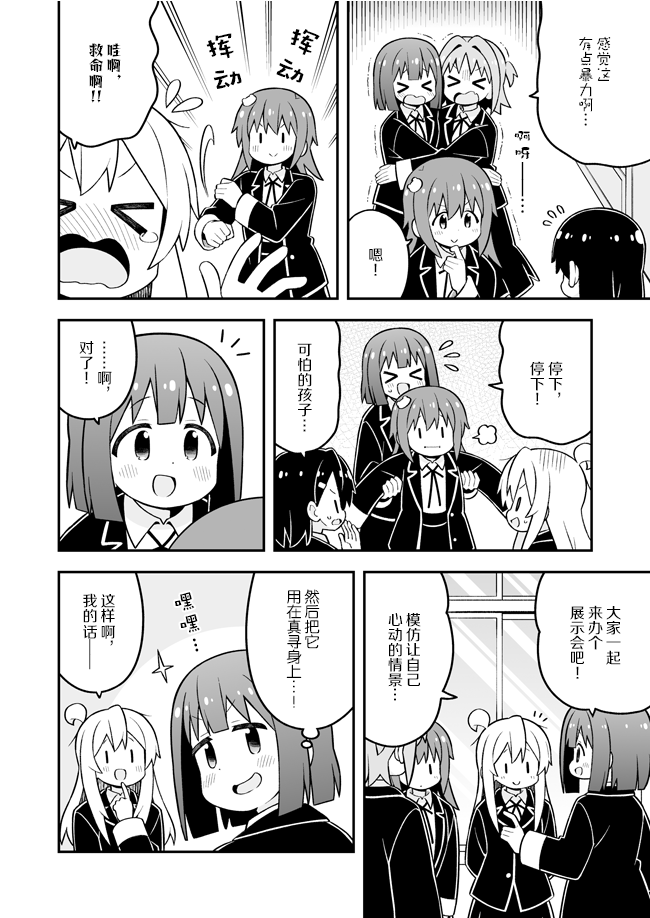 感觉这
有点暴力啊…
啊呀——……
嗯！
挥动
挥动
哇啊，
救命啊!!
停下，
停下！
可怕的孩子…
……啊，
对了！
大家一起
来办个
展示会吧！
模仿让自己
心动的情景…
然后把它
用在真寻身上…！
嘿嘿…
这样啊，
我的话——